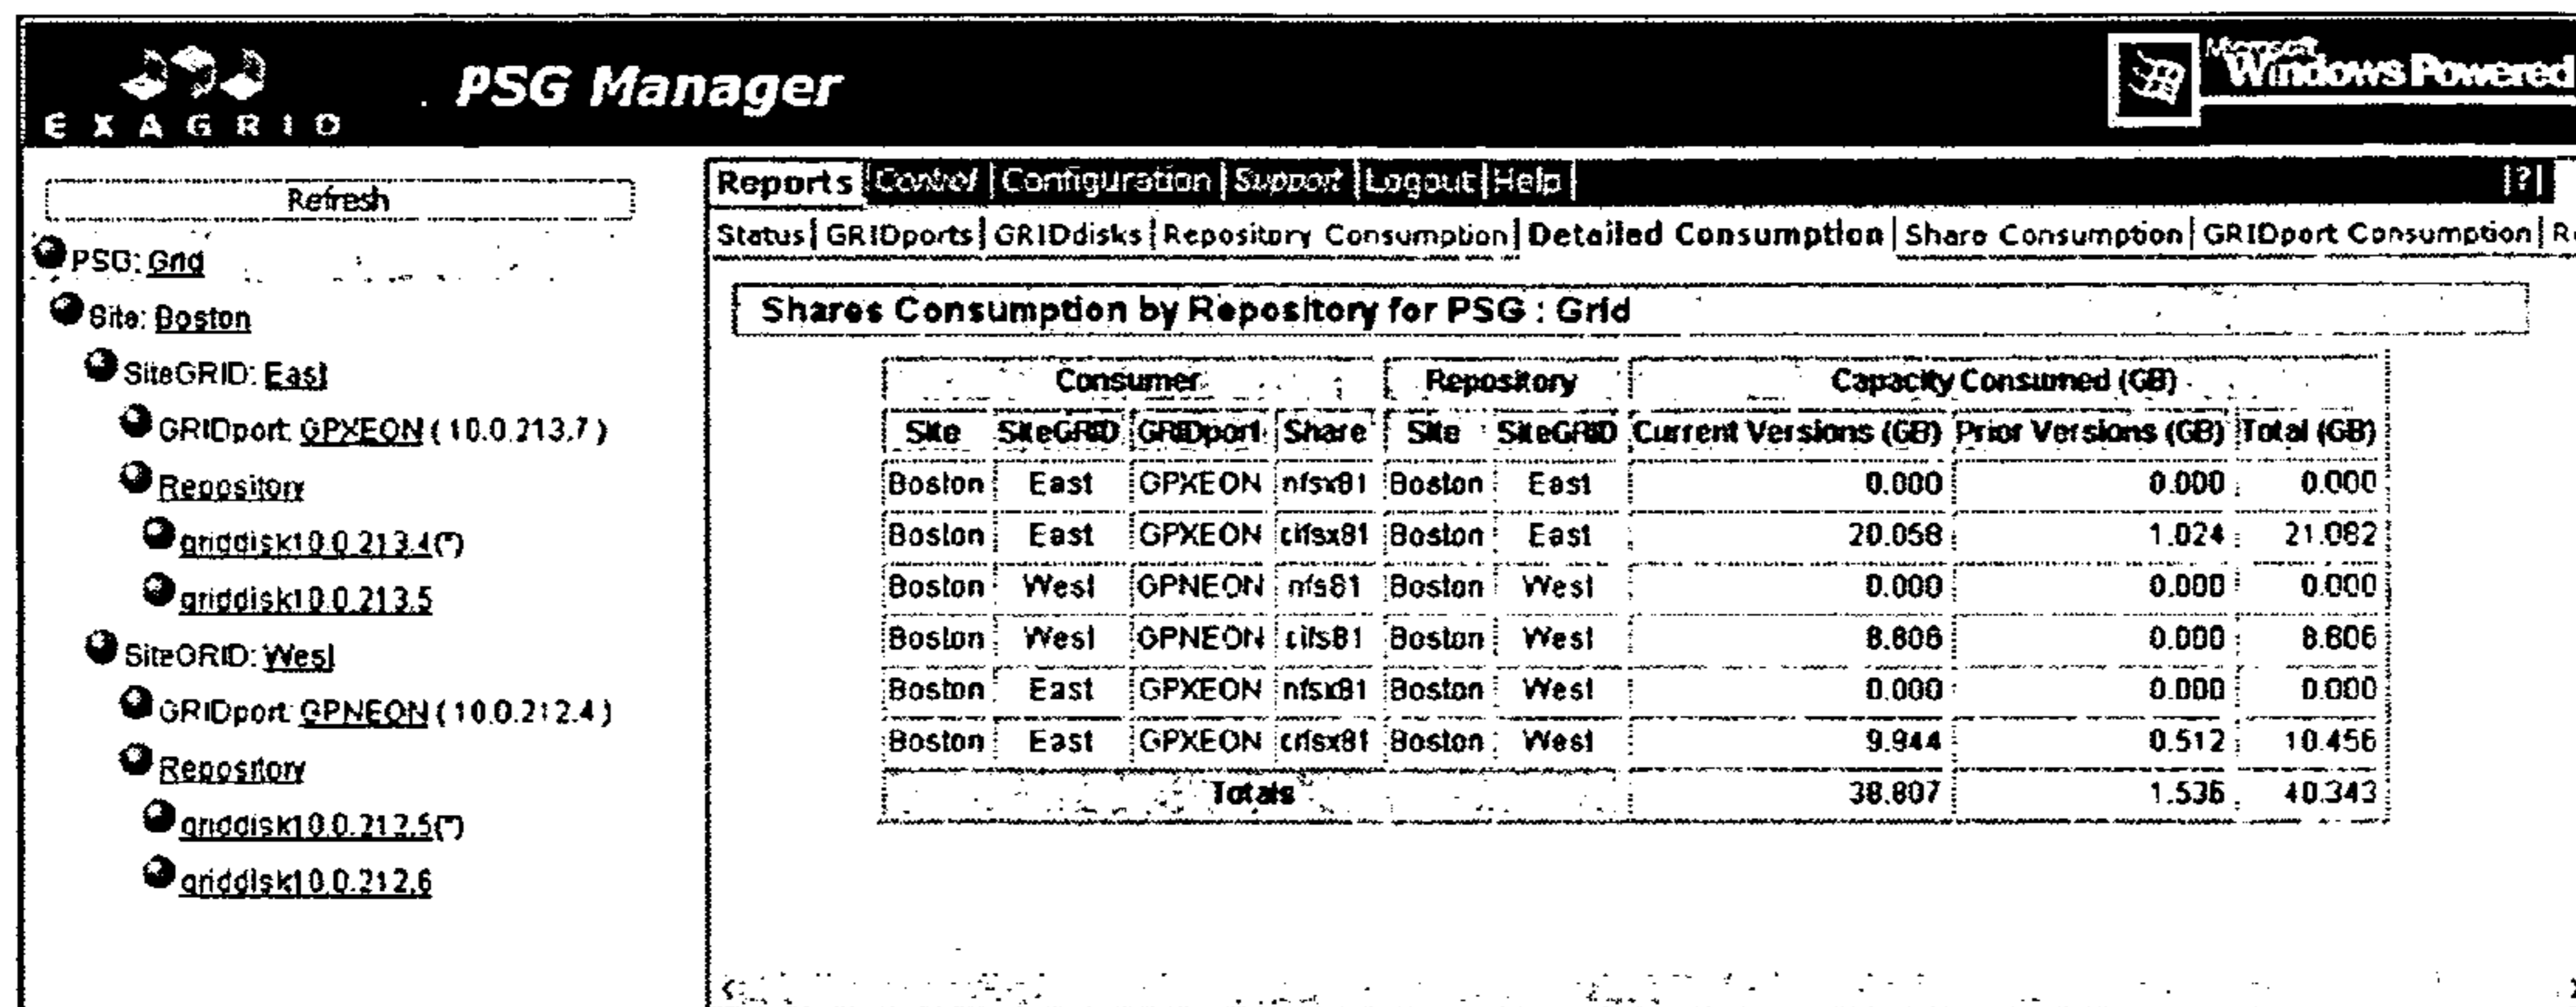 EXAGRID
PSG Manager
Microsoft
Windows Powered
Refresh
PSG: Grid
Site: Boston
SiteGRID: East
GRIDport: GPXEON ( 10.0.213.7 )
Repository
griddisk10.0.213.4(*)
griddisk10.0.213.5
SiteGRID: West
GRIDport: GPNEON ( 10.0.212.4 )
Repository
griddisk10.0.212.5(*)
griddisk10.0.212.6
Reports Control Configuration Support Logout Help ?
Status GRIDports GRIDdisks Repository Consumption Detailed Consumption Share Consumption GRIDport Consumption
Shares Consumption by Repository for PSG : Grid
Consumer Repository Capacity Consumed (GB)
Site SiteGRID GRIDport Share Site SiteGRID Current Versions (GB) Prior Versions (GB) Total (GB)
Boston East GPXEON nfsx81 Boston East 0.000 0.000 0.000
Boston East GPXEON cifsx81 Boston East 20.058 1.024 21.082
Boston West GPNEON nfs81 Boston West 0.000 0.000 0.000
Boston West GPNEON cifs81 Boston West 8.806 0.000 8.806
Boston East GPXEON nfsx81 Boston West 0.000 0.000 0.000
Boston East GPXEON cifsx81 Boston West 9.944 0.512 10.456
Totals 38.807 1.536 40.343